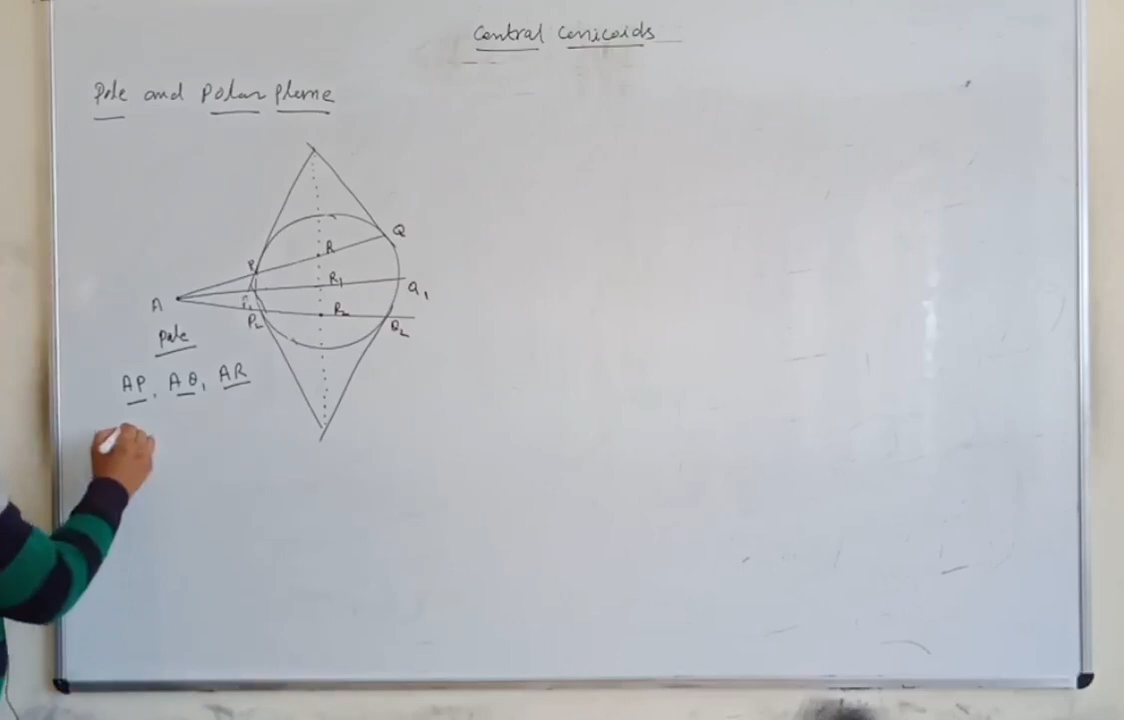 Central Conicoids
Pole and Polar Plane
Q
P R
R1
A P1 Q1
P2 R2 Q2
Pole
AP, AQ, AR